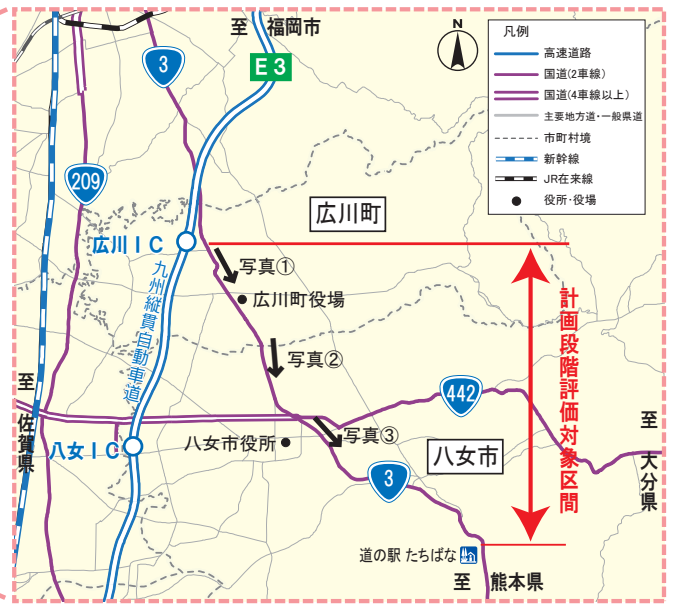 至 福岡市
N
凡例
高速道路
国道(2車線)
国道(4車線以上)
主要地方道・一般県道
市町村境
新幹線
JR在来線
役所・役場
3
E3
209
広川町
広川IC
写真①
広川町役場
九州縦貫自動車道
写真②
計画段階評価対象区間
442
至 佐賀県
至 大分県
八女IC
八女市役所
写真③
八女市
3
道の駅 たちばな
至 熊本県